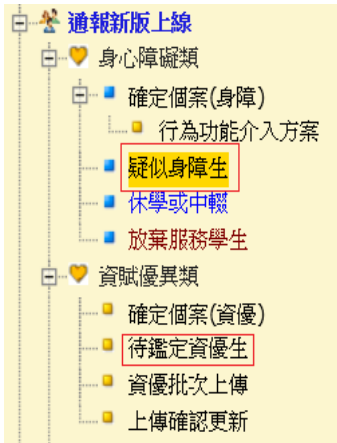 通報新版上線
身心障礙類
確定個案(身障)
行為功能介入方案
疑似身障生
休學或中輟
放棄服務學生
資賦優異類
確定個案(資優)
待鑑定資優生
資優批次上傳
上傳確認更新